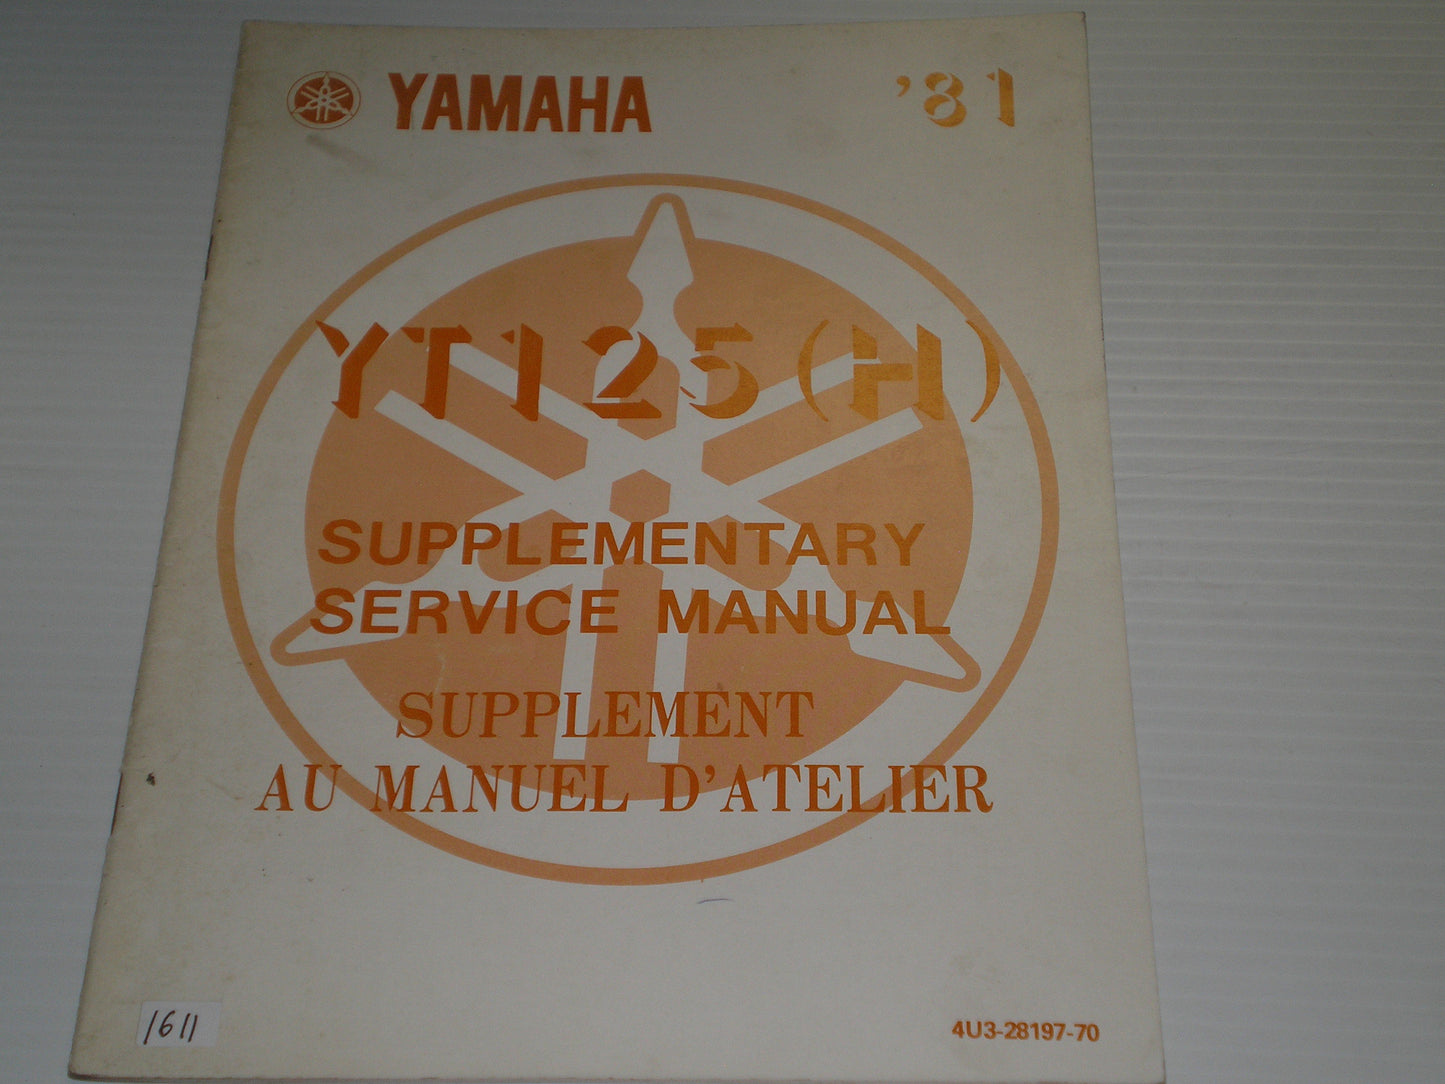 YAMAHA '81
YT125(H)
SUPPLEMENTARY
SERVICE MANUAL
SUPPLEMENT
AU MANUEL D'ATELIER
1611
4U3-28197-70